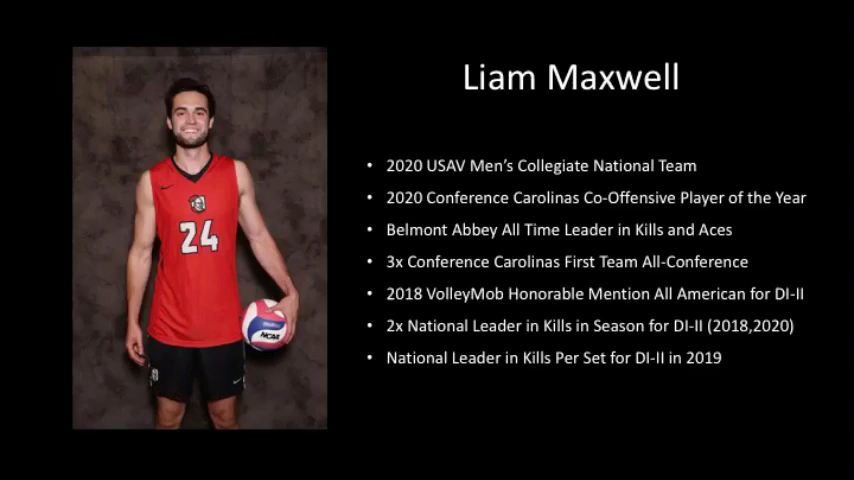 Liam Maxwell
• 2020 USAV Men’s Collegiate National Team
• 2020 Conference Carolinas Co-Offensive Player of the Year
• Belmont Abbey All Time Leader in Kills and Aces
• 3x Conference Carolinas First Team All-Conference
• 2018 VolleyMob Honorable Mention All American for DI-II
• 2x National Leader in Kills in Season for DI-II (2018,2020)
• National Leader in Kills Per Set for DI-II in 2019
24
NCAA